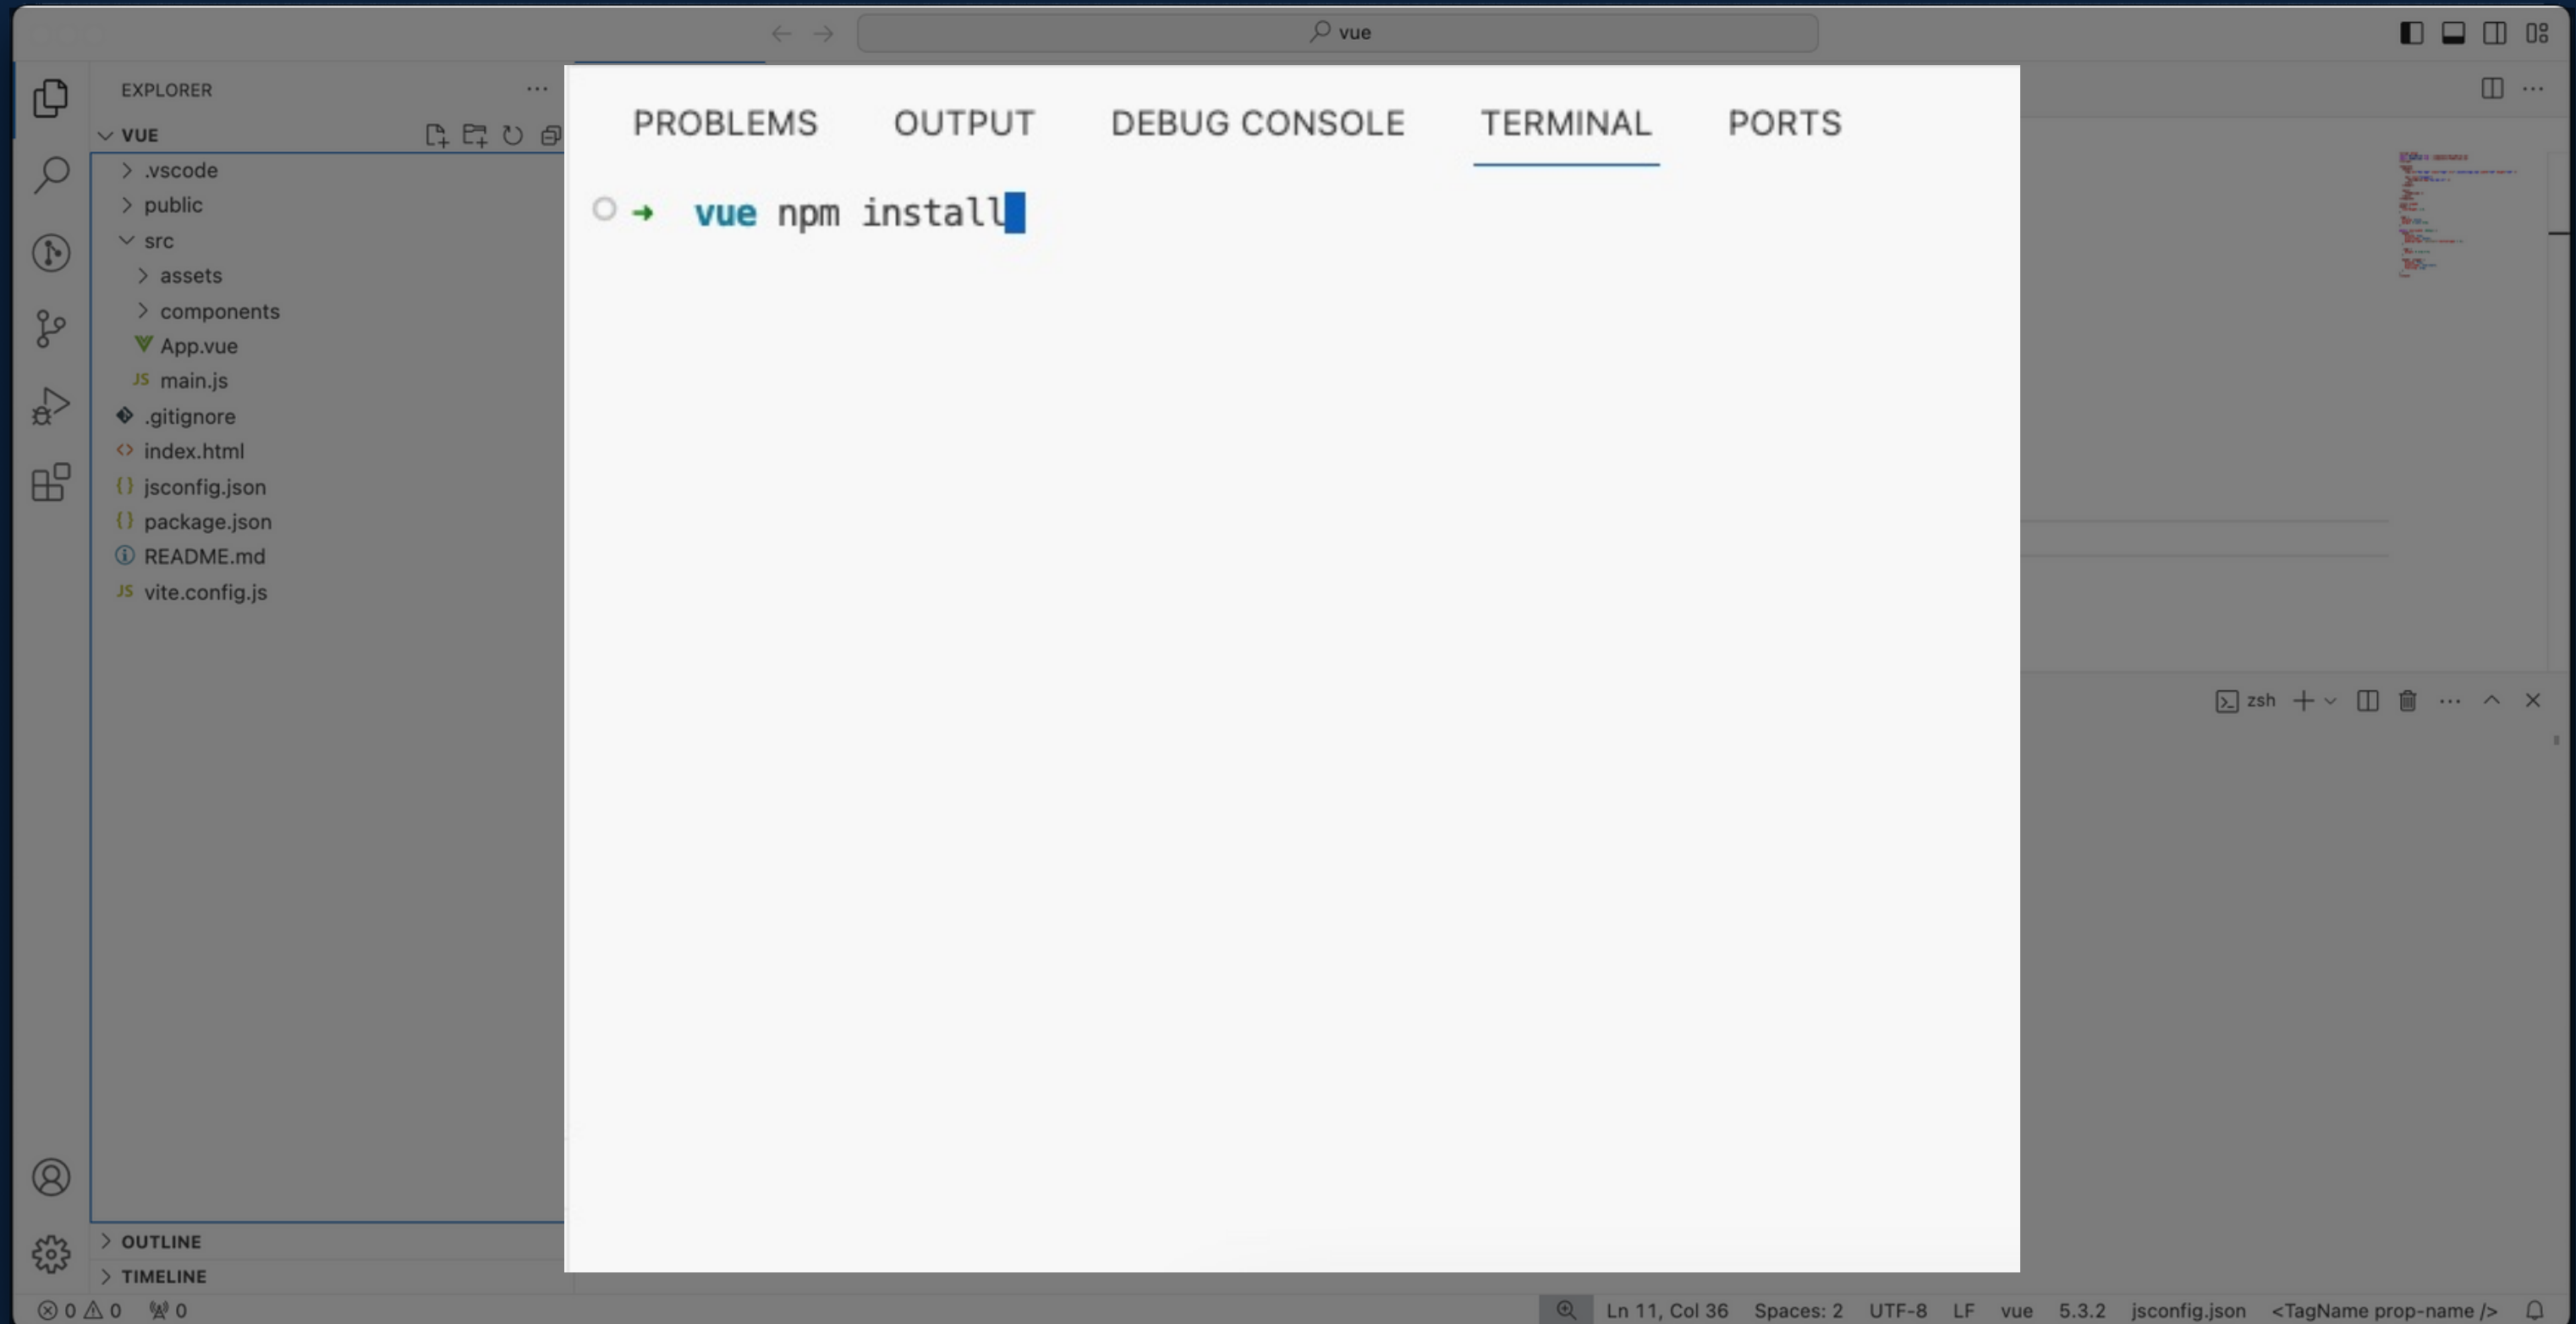 vue
EXPLORER
VUE
.vscode
public
src
assets
components
App.vue
JS main.js
.gitignore
<> index.html
{} jsconfig.json
{} package.json
README.md
JS vite.config.js
OUTLINE
TIMELINE
PROBLEMS OUTPUT DEBUG CONSOLE TERMINAL PORTS
vue npm install
zsh
0 0 0
Ln 11, Col 36 Spaces: 2 UTF-8 LF vue 5.3.2 jsconfig.json <TagName prop-name />